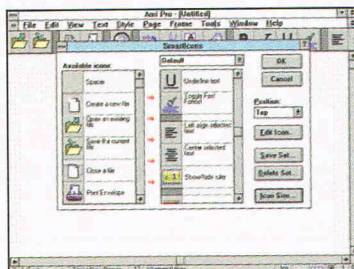 Ami Pro - [Untitled]
File Edit View Text Style Page Frame Tools Window Help
SmartIcons
Available icons:
Default
OK
Spacer
Underline text
Cancel
Create a new file
Toggle Fast Format
Position:
Top
Open an existing file
Left align selected text
Edit Icon...
Save the current file
Center selected text
Save Set...
Close a file
Show/hide ruler
Delete Set...
Print Envelope
Icon Size...